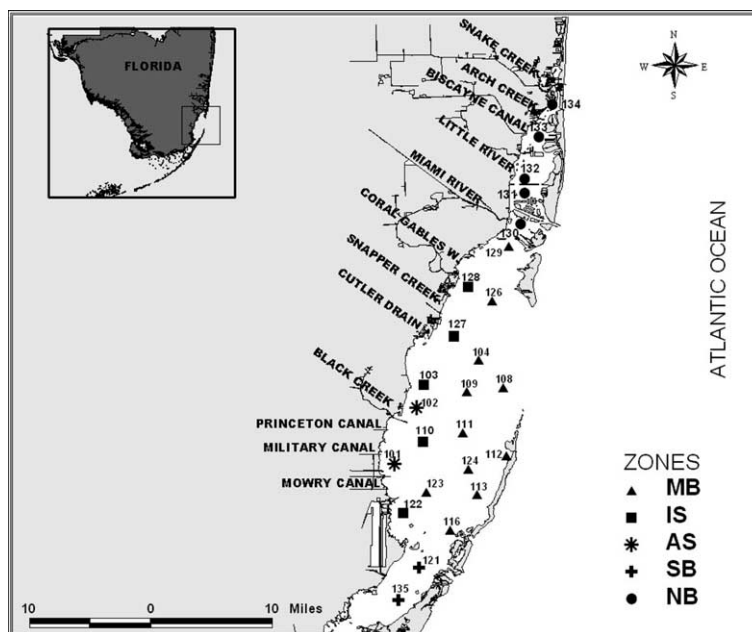 FLORIDA
SNAKE CREEK
ARCH CREEK
BISCAYNE CANAL
LITTLE RIVER
MIAMI RIVER
CORAL GABLES W.
SNAPPER CREEK
CUTLER DRAIN
BLACK CREEK
PRINCETON CANAL
MILITARY CANAL
MOWRY CANAL
N
W E
S
134
133
132
131
130
129
128
126
127
104
103
109
108
102
110
111
101
124
112
123
113
122
116
121
135
ATLANTIC OCEAN
ZONES
MB
IS
AS
SB
NB
10 0 10 Miles